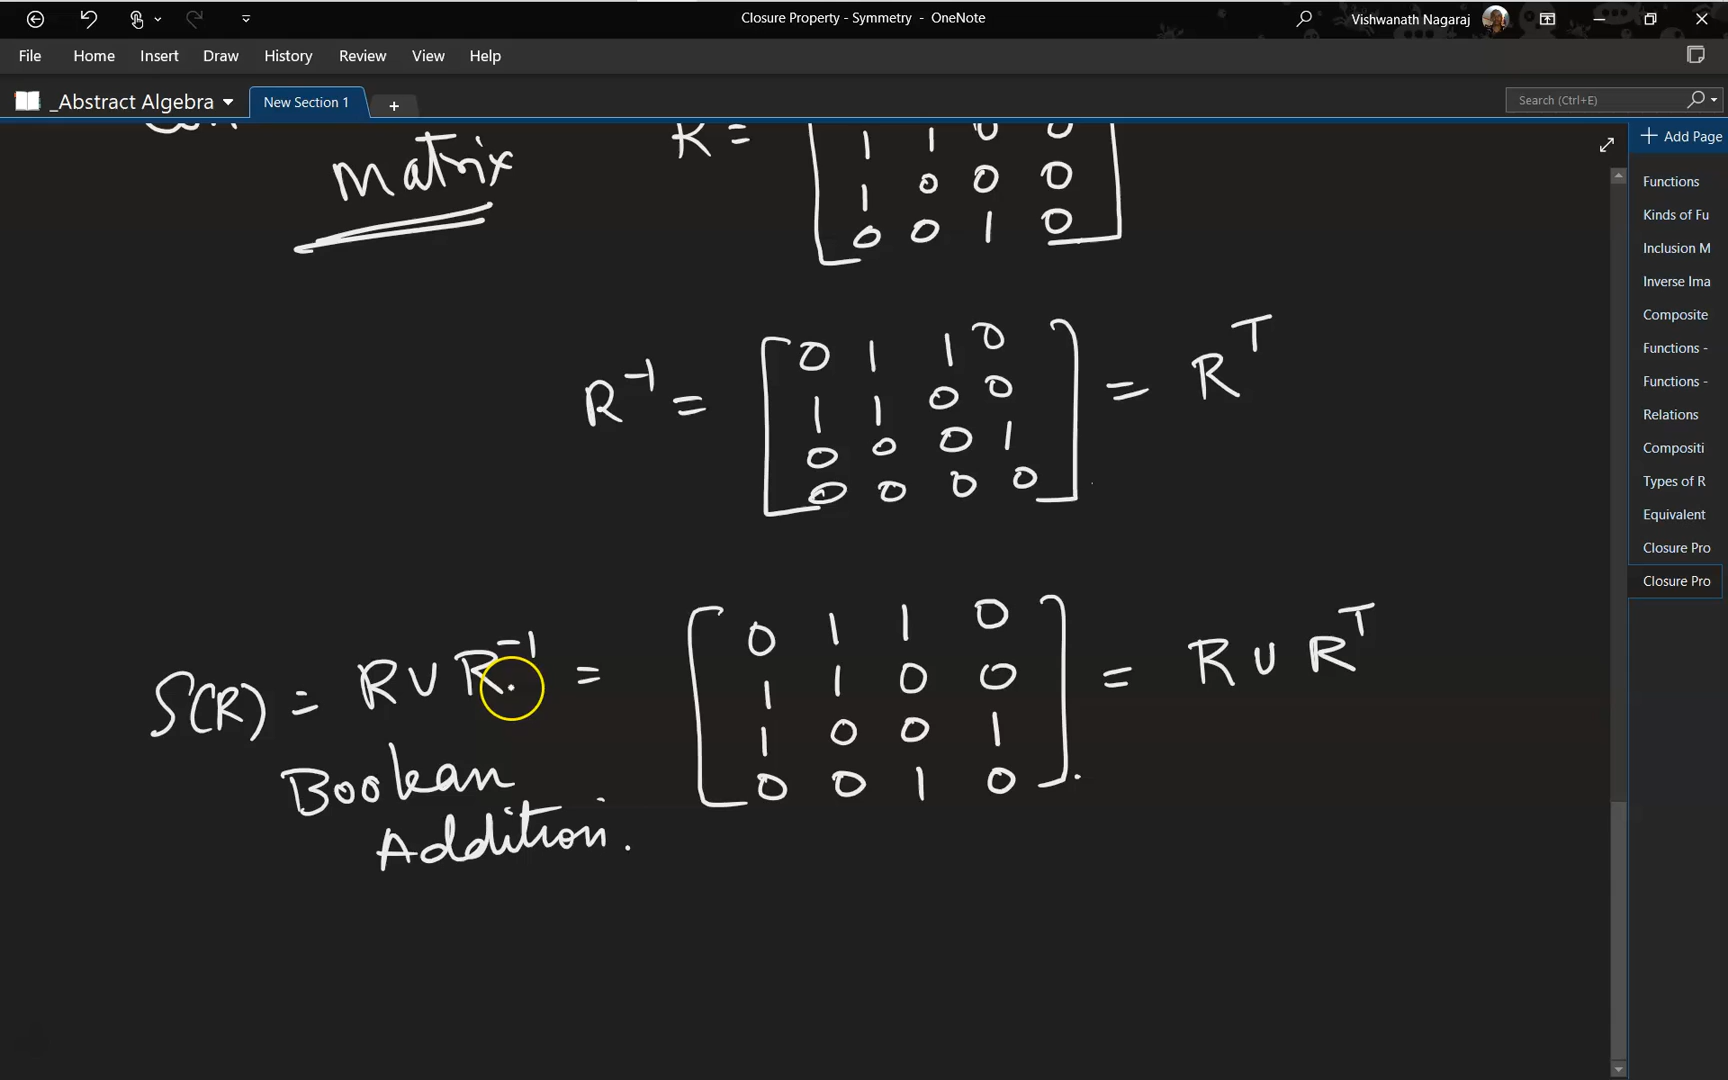 Closure Property - Symmetry - OneNote
Vishwanath Nagaraj
File Home Insert Draw History Review View Help
_Abstract Algebra
New Section 1
+
Search (Ctrl+E)
+ Add Page
Functions
Kinds of Fu
Inclusion M
Inverse Ima
Composite
Functions -
Functions -
Relations
Compositi
Types of R
Equivalent
Closure Pro
Closure Pro
Matrix
R =
1 1 0 0
1 0 0 0
0 0 1 0
R⁻¹ =
0 1 1 0
1 1 0 0
0 0 0 1
0 0 0 0
= Rᵀ
S(R) = R ∪ R⁻¹ =
0 1 1 0
1 1 0 0
1 0 0 1
0 0 1 0
= R ∪ Rᵀ
Boolean
Addition.